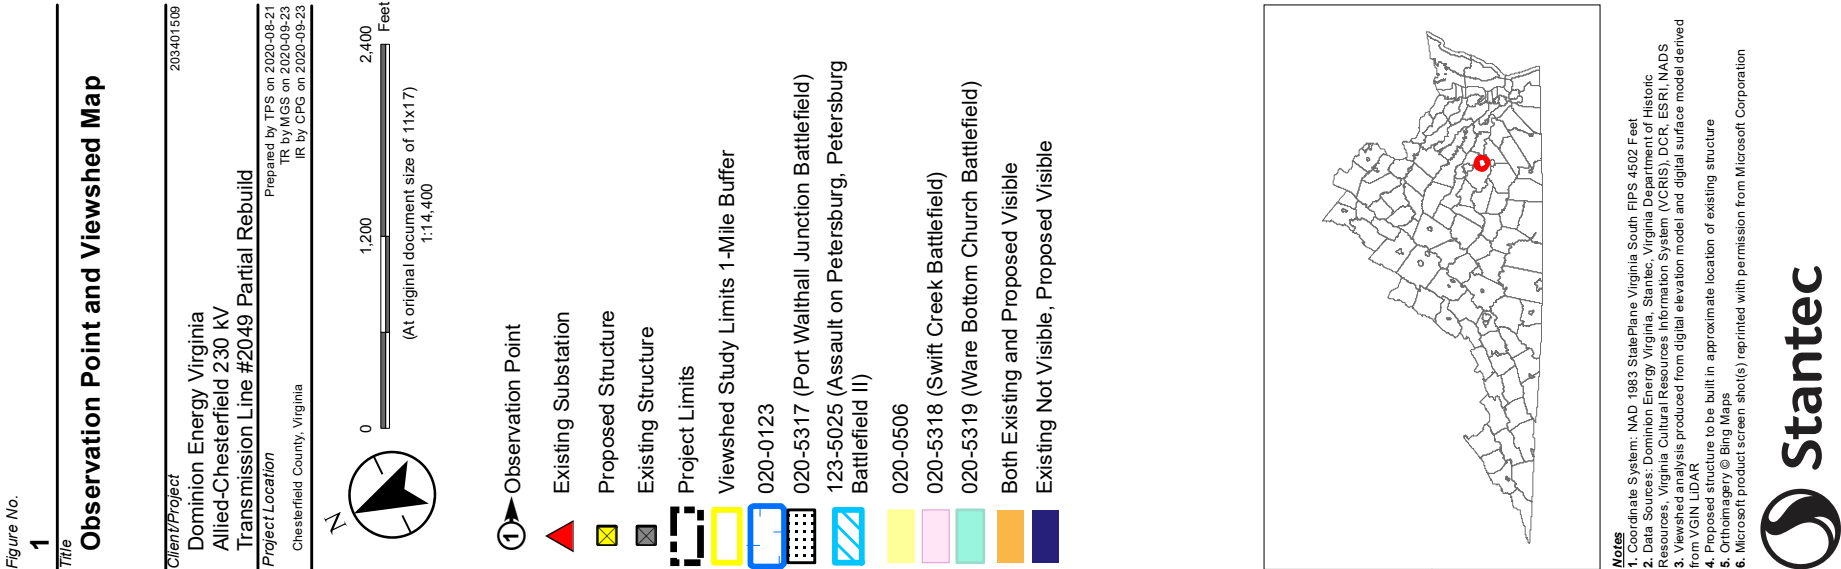 Figure No.
1
Title
Observation Point and Viewshed Map
Client/Project
203401509
Dominion Energy Virginia
Allied-Chesterfield 230 kV
Transmission Line #2049 Partial Rebuild
Project Location
Chesterfield County, Virginia
Prepared by TPS on 2020-08-21
TR by MGS on 2020-09-23
IR by CPG on 2020-09-23
N
0
1,200
2,400
Feet
(At original document size of 11x17)
1:14,400
1
Observation Point
Existing Substation
Proposed Structure
Existing Structure
Project Limits
Viewshed Study Limits 1-Mile Buffer
020-0123
020-5317 (Port Walthall Junction Battlefield)
123-5025 (Assault on Petersburg, Petersburg
Battlefield II)
020-0506
020-5318 (Swift Creek Battlefield)
020-5319 (Ware Bottom Church Battlefield)
Both Existing and Proposed Visible
Existing Not Visible, Proposed Visible
Notes
1. Coordinate System: NAD 1983 StatePlane Virginia South FIPS 4502 Feet
2. Data Sources: Dominion Energy Virginia, Stantec, Virginia Department of Historic
Resources, Virginia Cultural Resources Information System (VCRIS), DCR, ESRI, NADS
3. Viewshed analysis produced from digital elevation model and digital surface model derived
from VGIN LiDAR
4. Proposed structure to be built in approximate location of existing structure
5. Orthoimagery © Bing Maps
6. Microsoft product screen shot(s) reprinted with permission from Microsoft Corporation
Stantec